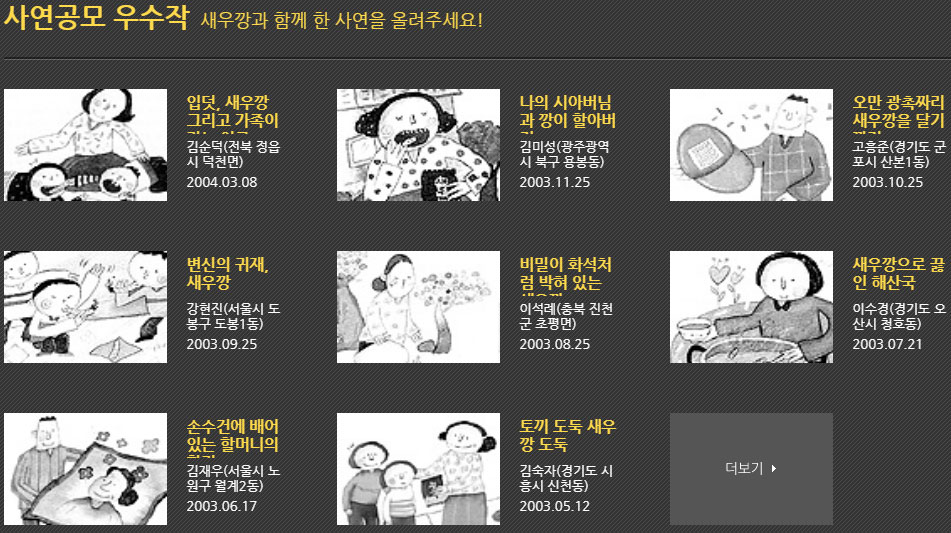 사연공모 우수작 새우깡과 함께 한 사연을 올려주세요!
입덧, 새우깡
그리고 가족이
김순덕(전북 정읍
시 덕천면)
2004.03.08
나의 시아버님
과 깡이 할아버
김미성(광주광역
시 북구 용봉동)
2003.11.25
오만 광촉짜리
새우깡을 달기
고흥준(경기도 군
포시 산본1동)
2003.10.25
변신의 귀재,
새우깡
강현진(서울시 도
봉구 도봉1동)
2003.09.25
비밀이 화석처
럼 박혀 있는
이석례(충북 진천
군 초평면)
2003.08.25
새우깡으로 끓
인 해산국
이수경(경기도 오
산시 청호동)
2003.07.21
손수건에 배어
있는 할머니의
김재우(서울시 노
원구 월계2동)
2003.06.17
토끼 도둑 새우
깡 도둑
김숙자(경기도 시
흥시 신천동)
2003.05.12
더보기